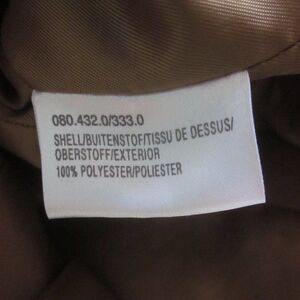 080.432.0/333.0
SHELL/BUITENSTOF/TISSU DE DESSUS/
OBERSTOFF/EXTERIOR
100% POLYESTER/POLIESTER